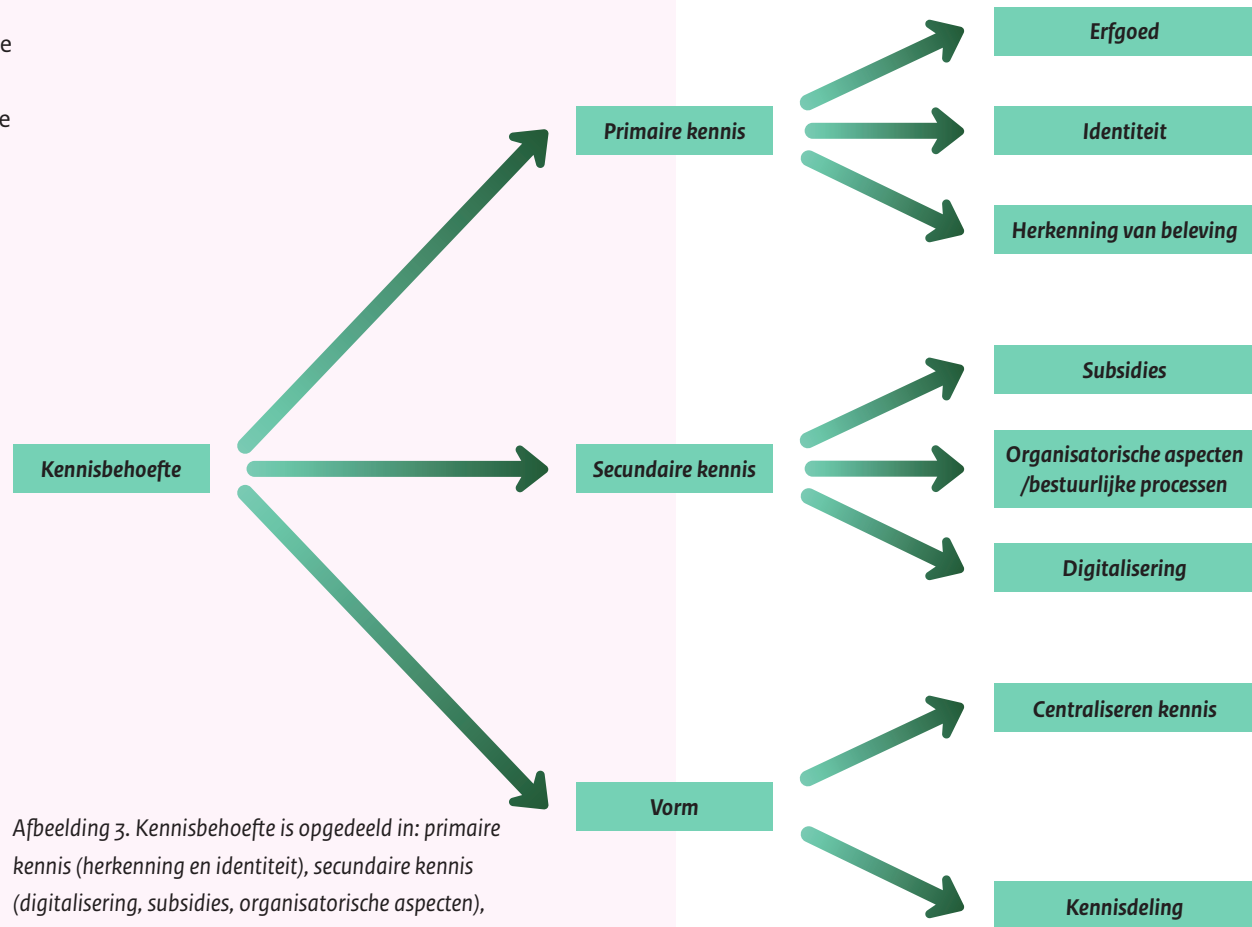 e
e
Erfgoed
Primaire kennis
Identiteit
Herkenning van beleving
Subsidies
Kennisbehoefte
Secundaire kennis
Organisatorische aspecten
/bestuurlijke processen
Digitalisering
Centraliseren kennis
Vorm
Kennisdeling
Afbeelding 3. Kennisbehoefte is opgedeeld in: primaire
kennis (herkenning en identiteit), secundaire kennis
(digitalisering, subsidies, organisatorische aspecten),